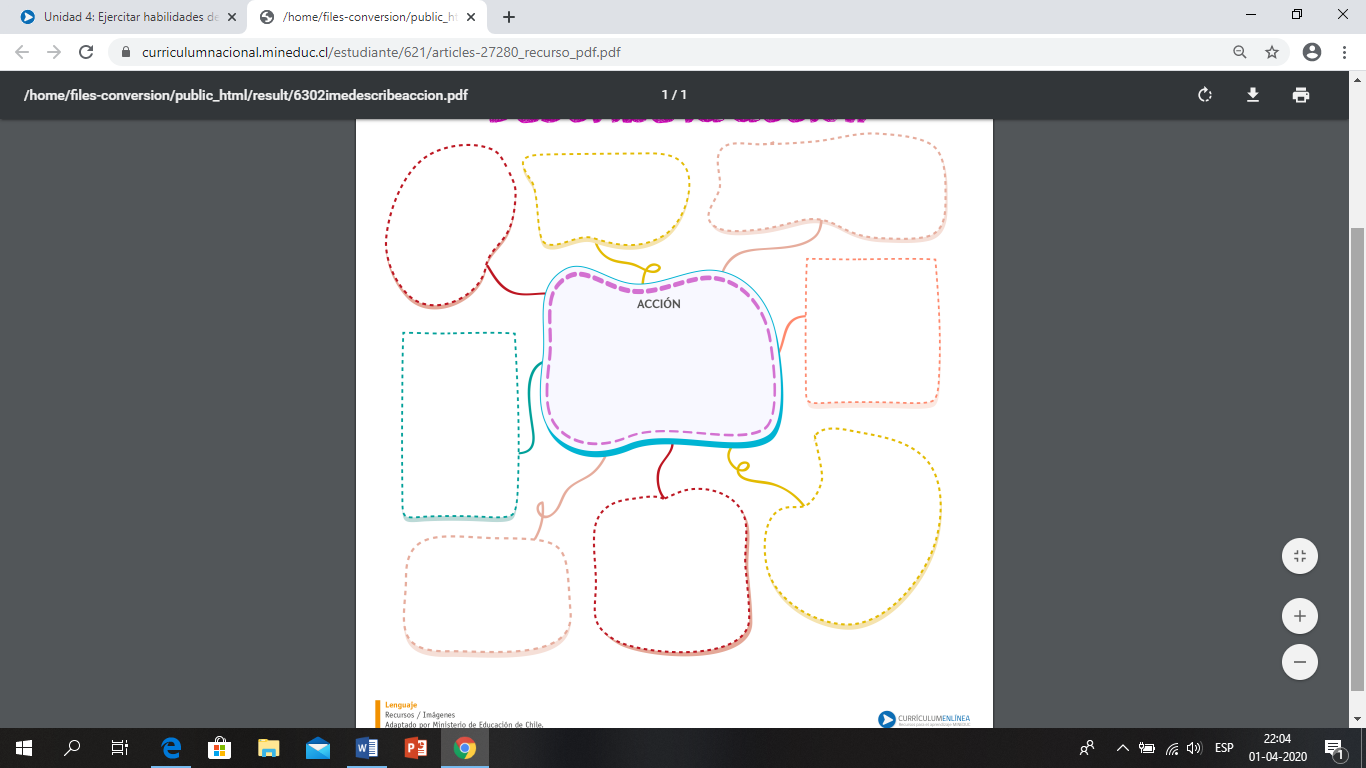 Unidad 4: Ejercitar habilidades de
/home/files-conversion/public_ht
curriculumnacional.mineduc.cl/estudiante/621/articles-27280_recurso_pdf.pdf
/home/files-conversion/public_html/result/6302imedescribeaccion.pdf
1 / 1
ACCIÓN
Lenguaje
Recursos / Imágenes
Adaptado por Ministerio de Educación de Chile.
CURRÍCULUMENLÍNEA
ESP
22:04
01-04-2020
1